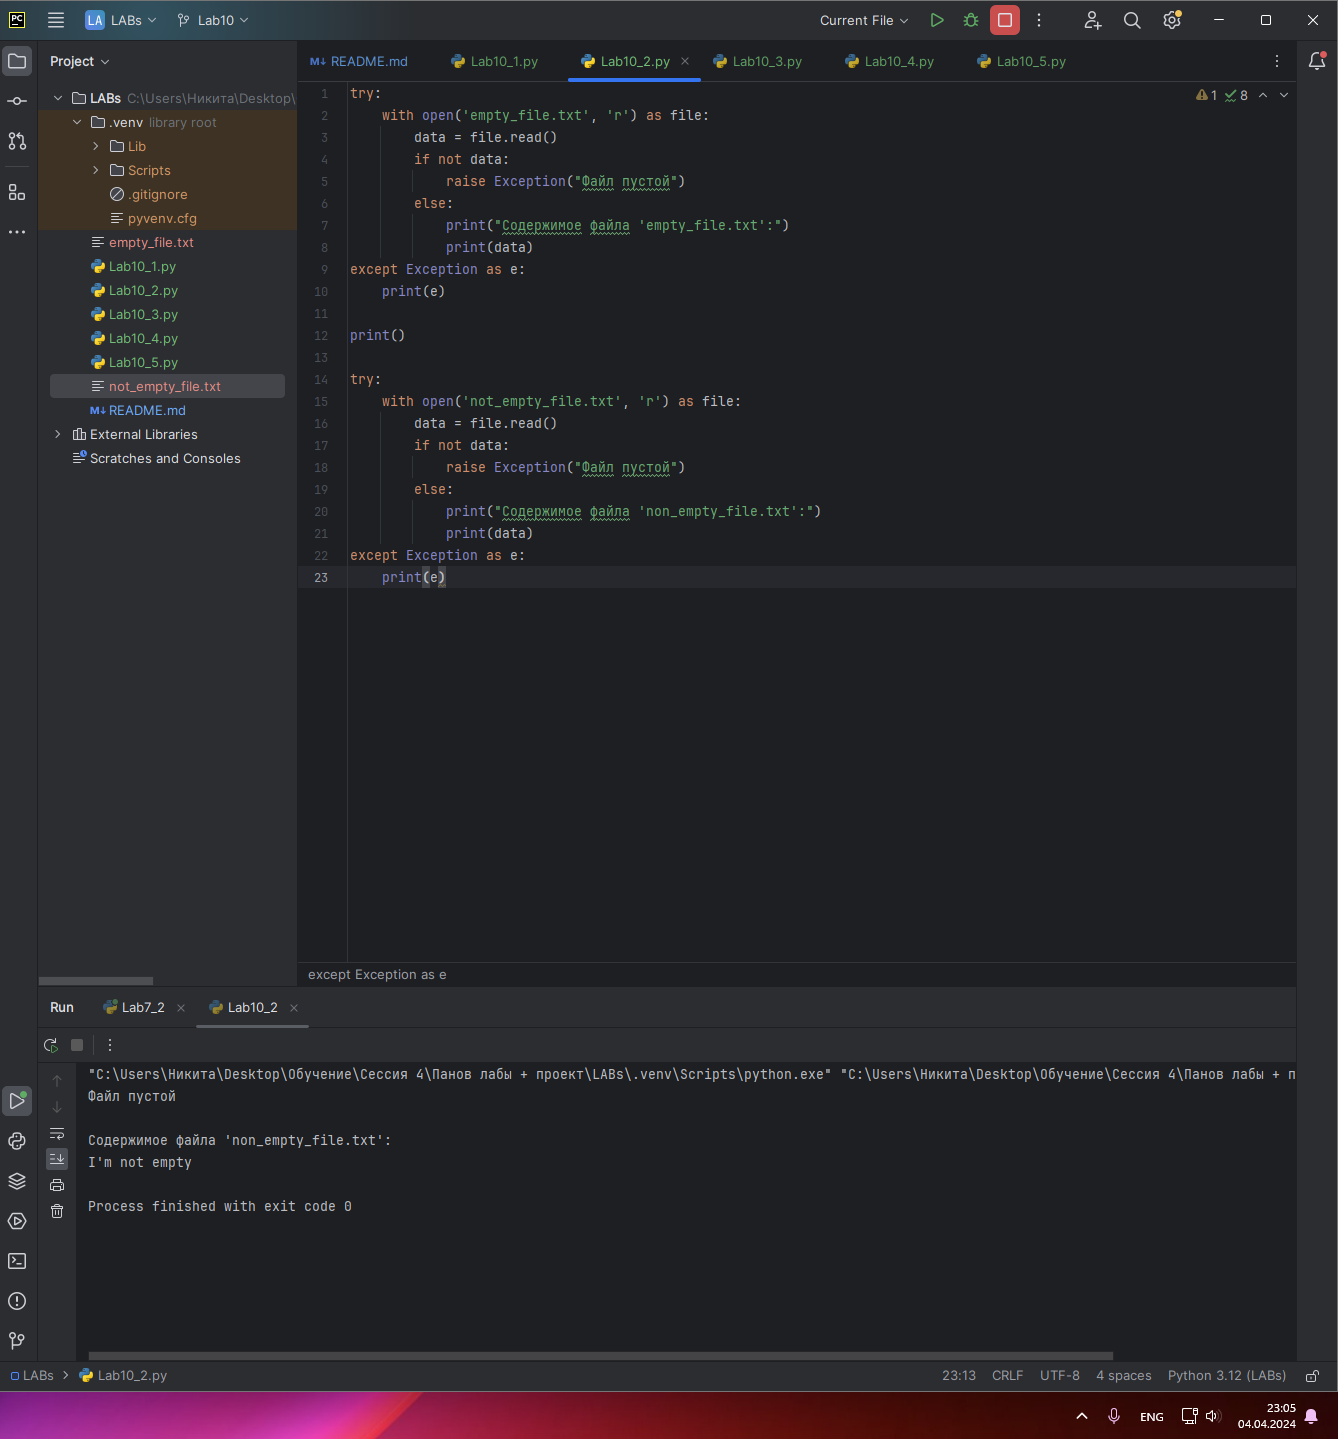 PC
LA LABs
Lab10
Current File
Project
LABs C:\Users\Никита\Desktop\
.venv library root
Lib
Scripts
.gitignore
pyvenv.cfg
empty_file.txt
Lab10_1.py
Lab10_2.py
Lab10_3.py
Lab10_4.py
Lab10_5.py
not_empty_file.txt
M↓ README.md
External Libraries
Scratches and Consoles
M↓ README.md
Lab10_1.py
Lab10_2.py
Lab10_3.py
Lab10_4.py
Lab10_5.py
1 8
1 try:
2 with open('empty_file.txt', 'r') as file:
3 data = file.read()
4 if not data:
5 raise Exception("Файл пустой")
6 else:
7 print("Содержимое файла 'empty_file.txt':")
8 print(data)
9 except Exception as e:
10 print(e)
11
12 print()
13
14 try:
15 with open('not_empty_file.txt', 'r') as file:
16 data = file.read()
17 if not data:
18 raise Exception("Файл пустой")
19 else:
20 print("Содержимое файла 'non_empty_file.txt':")
21 print(data)
22 except Exception as e:
23 print(e)
except Exception as e
Run
Lab7_2
Lab10_2
"C:\Users\Никита\Desktop\Обучение\Сессия 4\Панов лабы + проект\LABs\.venv\Scripts\python.exe" "C:\Users\Никита\Desktop\Обучение\Сессия 4\Панов лабы + п
Файл пустой
Содержимое файла 'non_empty_file.txt':
I'm not empty
Process finished with exit code 0
LABs
Lab10_2.py
23:13
CRLF
UTF-8
4 spaces
Python 3.12 (LABs)
ENG
23:05
04.04.2024